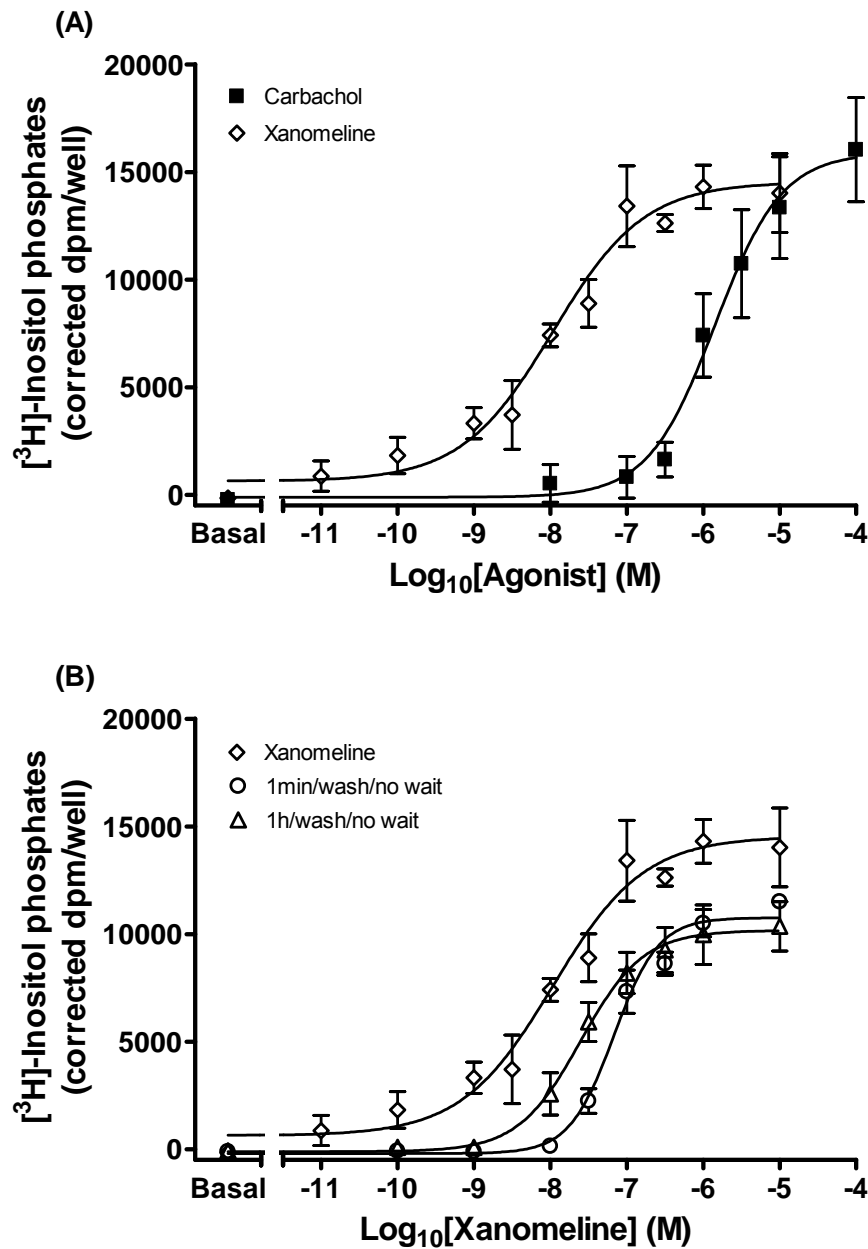 (A)
20000
15000
10000
5000
0
[³H]-Inositol phosphates
(corrected dpm/well)
Carbachol
Xanomeline
Basal -11 -10 -9 -8 -7 -6 -5 -4
Log₁₀[Agonist] (M)
(B)
20000
15000
10000
5000
0
[³H]-Inositol phosphates
(corrected dpm/well)
Xanomeline
1min/wash/no wait
1h/wash/no wait
Basal -11 -10 -9 -8 -7 -6 -5 -4
Log₁₀[Xanomeline] (M)